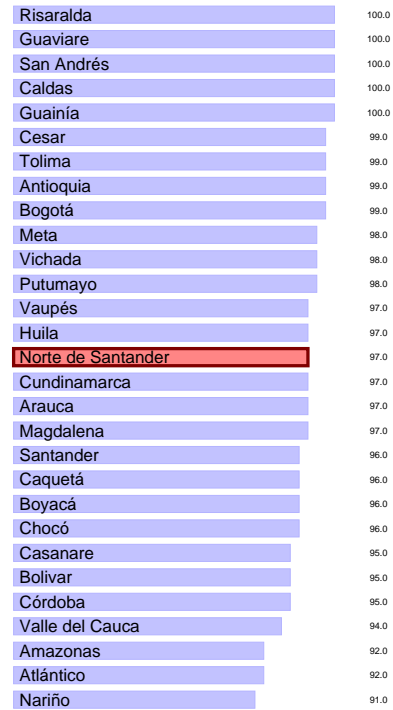 Risaralda 100.0
Guaviare 100.0
San Andrés 100.0
Caldas 100.0
Guainía 100.0
Cesar 99.0
Tolima 99.0
Antioquia 99.0
Bogotá 99.0
Meta 98.0
Vichada 98.0
Putumayo 98.0
Vaupés 97.0
Huila 97.0
Norte de Santander 97.0
Cundinamarca 97.0
Arauca 97.0
Magdalena 97.0
Santander 96.0
Caquetá 96.0
Boyacá 96.0
Chocó 96.0
Casanare 95.0
Bolivar 95.0
Córdoba 95.0
Valle del Cauca 94.0
Amazonas 92.0
Atlántico 92.0
Nariño 91.0